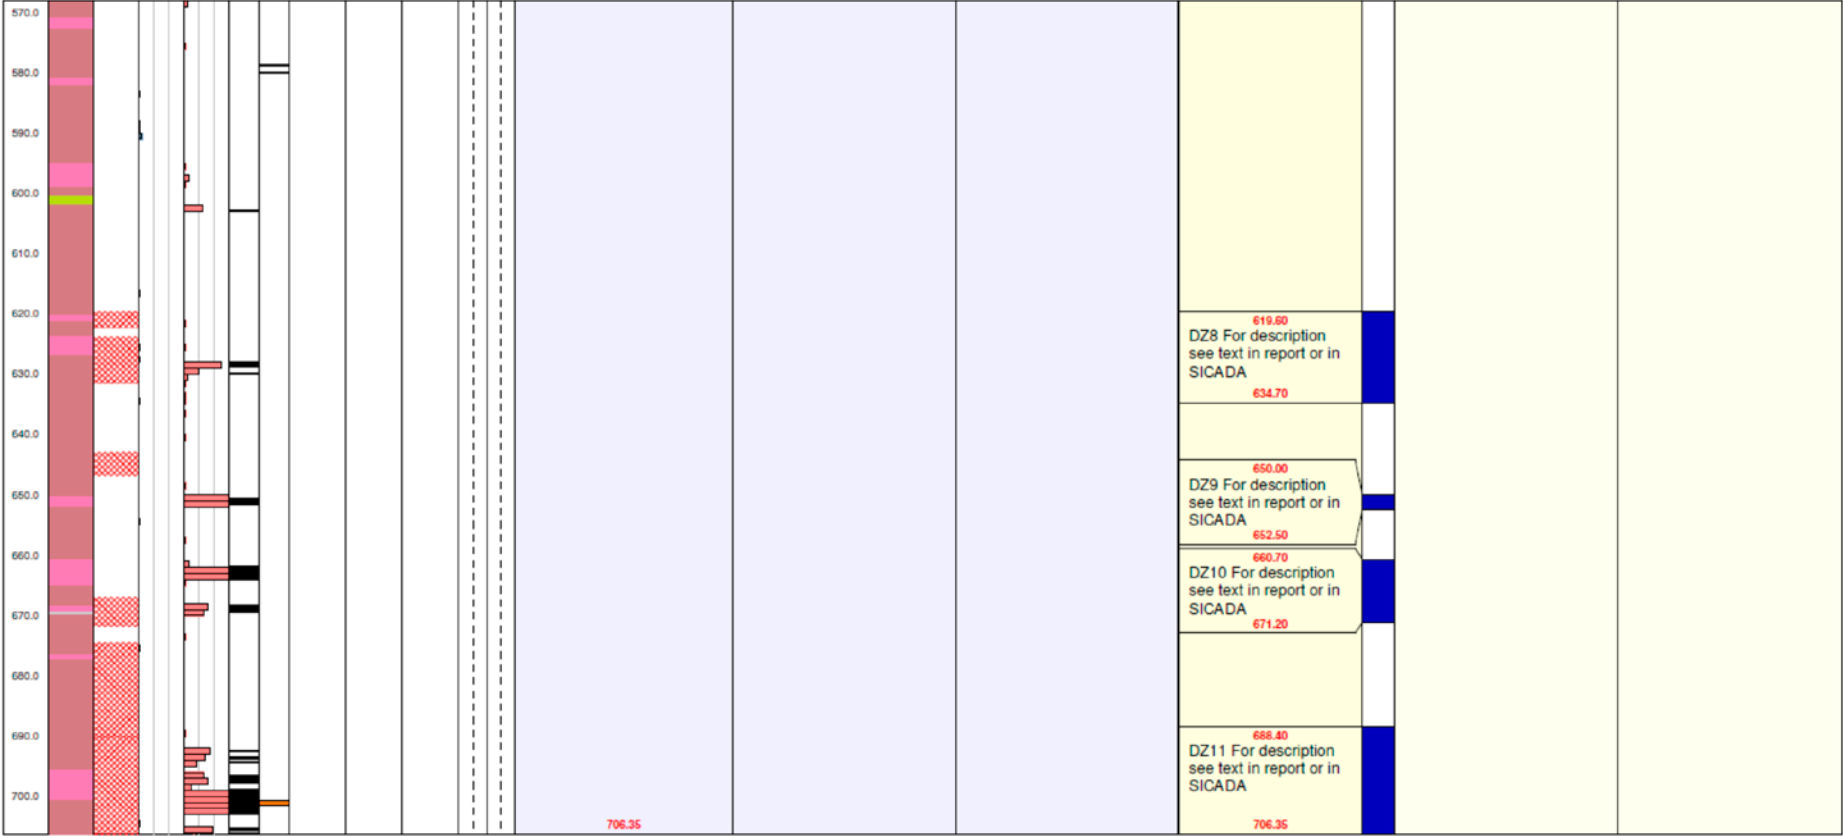 570.0
580.0
590.0
600.0
610.0
620.0
630.0
640.0
650.0
660.0
670.0
680.0
690.0
700.0
706.35
619.60
DZ8 For description
see text in report or in
SICADA
634.70
650.00
DZ9 For description
see text in report or in
SICADA
652.50
660.70
DZ10 For description
see text in report or in
SICADA
671.20
688.40
DZ11 For description
see text in report or in
SICADA
706.35